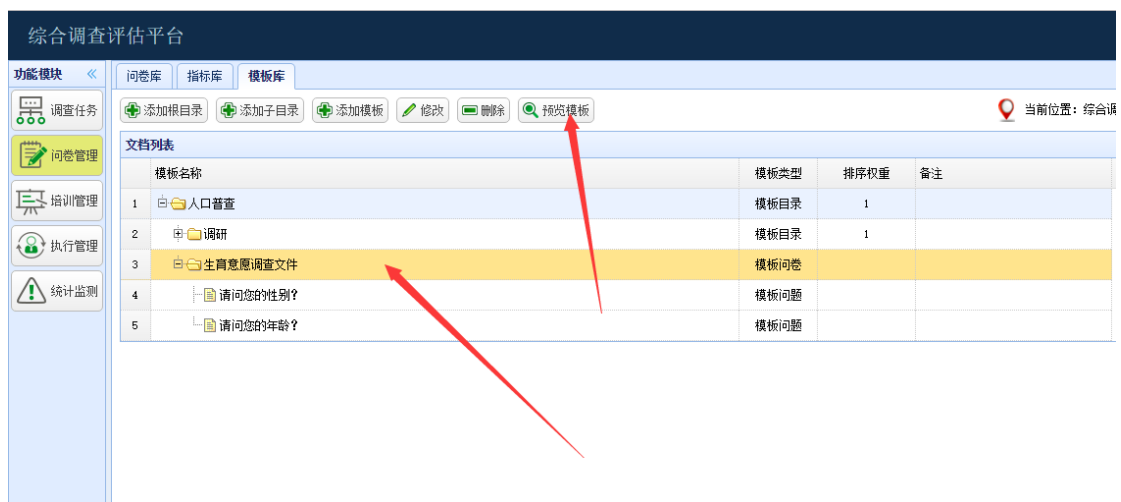 综合调查评估平台
功能模块
问卷库 指标库 模板库
调查任务
添加根目录 添加子目录 添加模板 修改 删除 预览模板 当前位置：综合调
问卷管理
文档列表
模板名称 模板类型 排序权重 备注
培训管理
1 人口普查 模板目录 1
2 调研 模板目录 1
执行管理
3 生育意愿调查文件 模板问卷
统计监测
4 请问您的性别? 模板问题
5 请问您的年龄? 模板问题